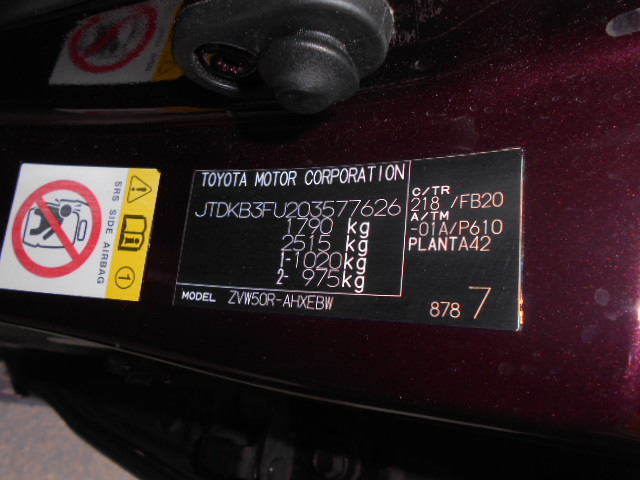 TOYOTA MOTOR CORPORATION
JTDKB3FU203577626
1790 kg
2515 kg
1-1020kg
2- 975kg
MODEL ZVW50R-AHXEBW
C/TR
218 /FB20
A/TM
-01A/P610
PLANTA42
878 7
SRS SIDE AIRBAG
1